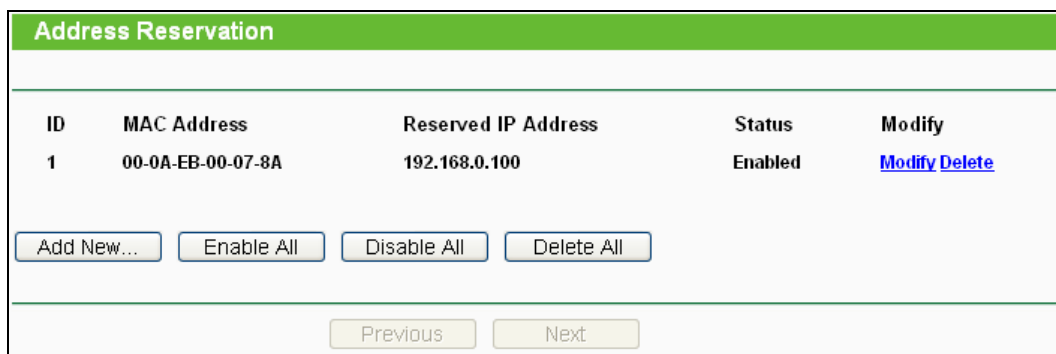 Address Reservation
ID MAC Address Reserved IP Address Status Modify
1 00-0A-EB-00-07-8A 192.168.0.100 Enabled Modify Delete
Add New... Enable All Disable All Delete All
Previous Next